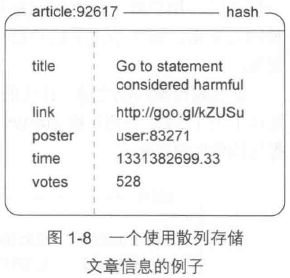 article:92617 hash
title Go to statement
considered harmful
link http://goo.gl/kZUSu
poster user:83271
time 1331382699.33
votes 528
图 1-8 一个使用散列存储
文章信息的例子